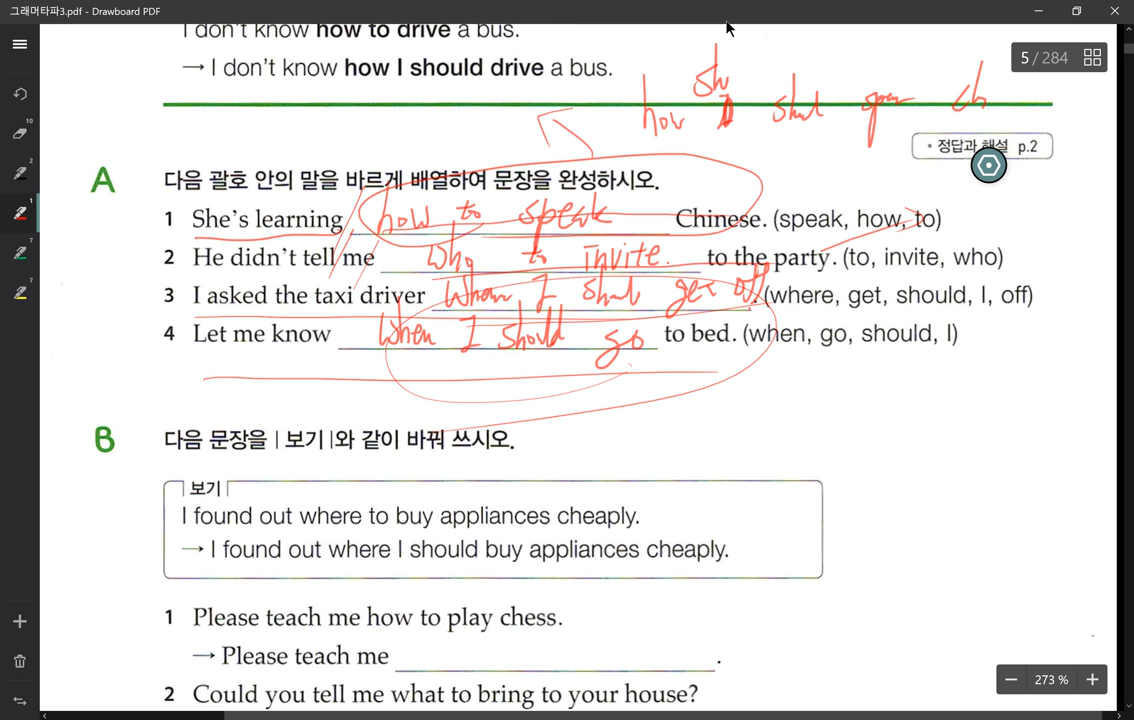 그래머타파3.pdf - Drawboard PDF
I don't know how to drive a bus.
→ I don't know how I should drive a bus.
5 / 284
how she should speak ch
• 정답과 해설 p.2
A 다음 괄호 안의 말을 바르게 배열하여 문장을 완성하시오.
1 She's learning how to speak Chinese. (speak, how, to)
2 He didn't tell me who to invite. to the party. (to, invite, who)
3 I asked the taxi driver I get off. (where, get, should, I, off)
4 Let me know when I should go to bed. (when, go, should, I)
B 다음 문장을 | 보기 |와 같이 바꿔 쓰시오.
| 보기 |
I found out where to buy appliances cheaply.
→ I found out where I should buy appliances cheaply.
1 Please teach me how to play chess.
→ Please teach me .
2 Could you tell me what to bring to your house?
273 %
10
2
1
7
7